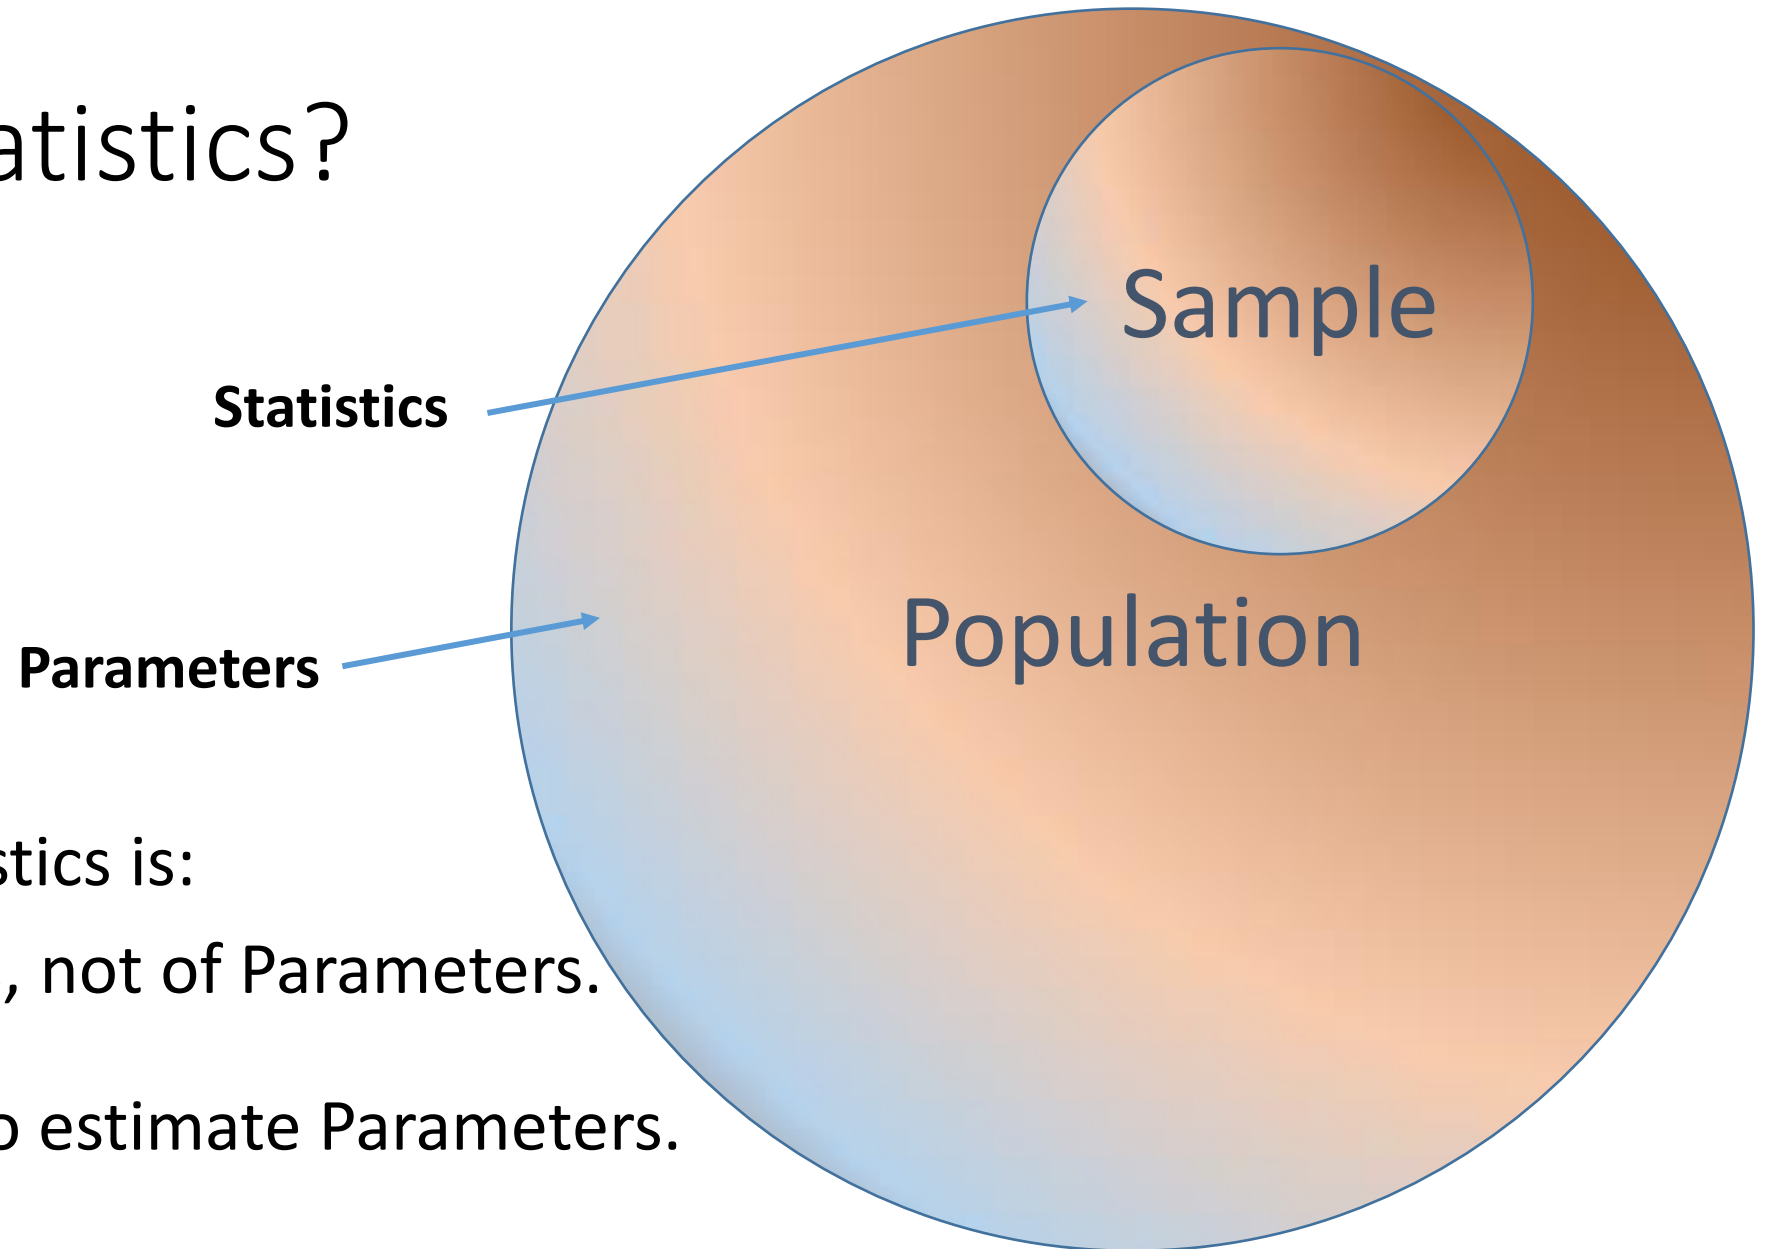 atistics?
Sample
Statistics
Population
Parameters
stics is:
, not of Parameters.
o estimate Parameters.